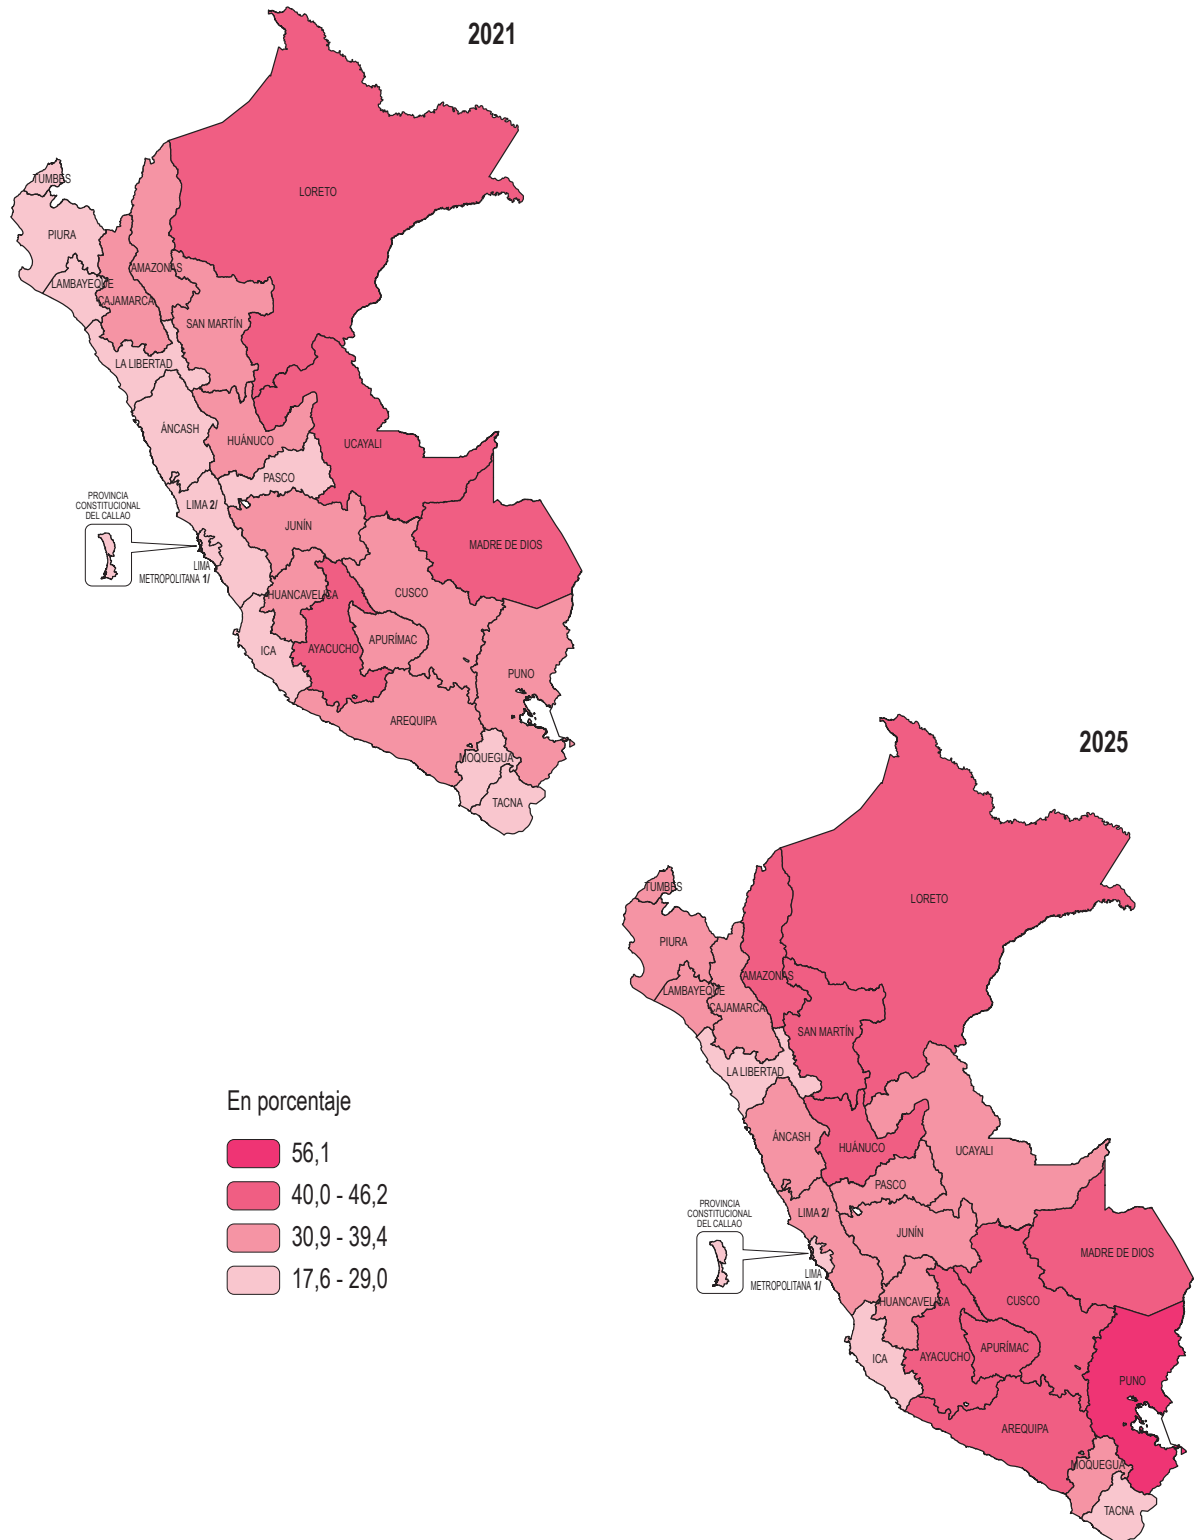 2021
LORETO
TUMBES
PIURA
AMAZONAS
LAMBAYEQUE
CAJAMARCA
SAN MARTÍN
LA LIBERTAD
ÁNCASH
HUÁNUCO
UCAYALI
PASCO
PROVINCIA
CONSTITUCIONAL
DEL CALLAO
LIMA 2/
JUNÍN
MADRE DE DIOS
LIMA
METROPOLITANA 1/
HUANCAVELICA
CUSCO
APURÍMAC
ICA
AYACUCHO
PUNO
AREQUIPA
MOQUEGUA
TACNA
2025
LORETO
TUMBES
PIURA
AMAZONAS
LAMBAYEQUE
CAJAMARCA
SAN MARTÍN
LA LIBERTAD
ÁNCASH
HUÁNUCO
UCAYALI
PASCO
PROVINCIA
CONSTITUCIONAL
DEL CALLAO
LIMA 2/
JUNÍN
MADRE DE DIOS
LIMA
METROPOLITANA 1/
HUANCAVELICA
CUSCO
APURÍMAC
ICA
AYACUCHO
PUNO
AREQUIPA
MOQUEGUA
TACNA
En porcentaje
56,1
40,0 - 46,2
30,9 - 39,4
17,6 - 29,0